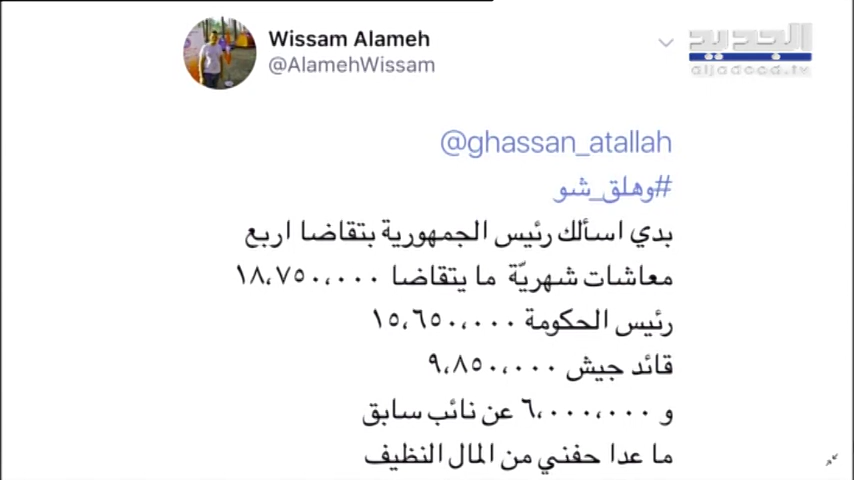 Wissam Alameh
@AlamehWissam
الجديد
aljadeed.tv
@ghassan_atallah
#وهلق_شو
بدي اسألك رئيس الجمهورية بتقاضا اربع
معاشات شهريّة ما يتقاضا ١٨،٧٥٠،٠٠٠
رئيس الحكومة ١٥،٦٥٠،٠٠٠
قائد جيش ٩،٨٥٠،٠٠٠
و ٦،٠٠٠،٠٠٠ عن نائب سابق
ما عدا حفني من المال النظيف